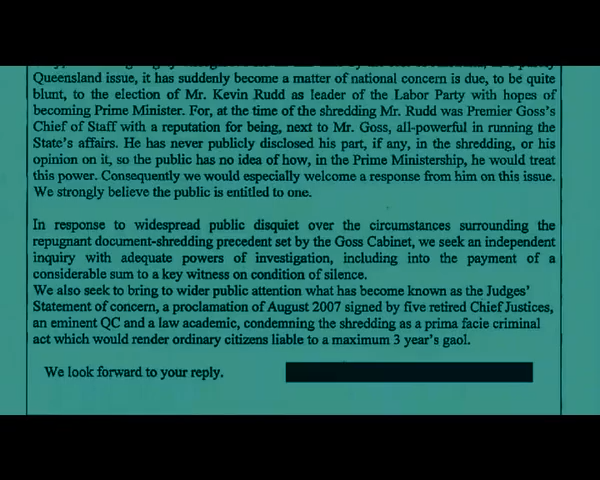 Queensland issue, it has suddenly become a matter of national concern is due, to be quite
blunt, to the election of Mr. Kevin Rudd as leader of the Labor Party with hopes of
becoming Prime Minister. For, at the time of the shredding Mr. Rudd was Premier Goss's
Chief of Staff with a reputation for being, next to Mr. Goss, all-powerful in running the
State's affairs. He has never publicly disclosed his part, if any, in the shredding, or his
opinion on it, so the public has no idea of how, in the Prime Ministership, he would treat
this power. Consequently we would especially welcome a response from him on this issue.
We strongly believe the public is entitled to one.
In response to widespread public disquiet over the circumstances surrounding the
repugnant document-shredding precedent set by the Goss Cabinet, we seek an independent
inquiry with adequate powers of investigation, including into the payment of a
considerable sum to a key witness on condition of silence.
We also seek to bring to wider public attention what has become known as the Judges'
Statement of concern, a proclamation of August 2007 signed by five retired Chief Justices,
an eminent QC and a law academic, condemning the shredding as a prima facie criminal
act which would render ordinary citizens liable to a maximum 3 year's gaol.
We look forward to your reply.